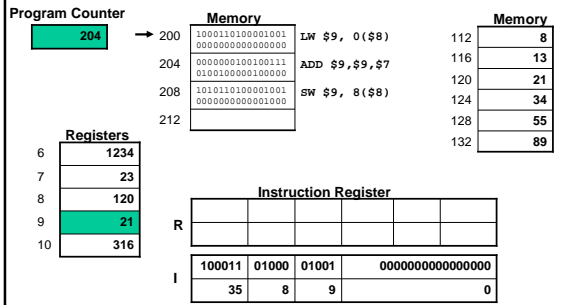 Program Counter
204
Memory
200 1000110100001001 LW $9, 0($8)
0000000000000000
204 0000000100100111 ADD $9,$9,$7
0100100000100000
208 1010110100001001 SW $9, 8($8)
0000000000001000
212
Memory
112 8
116 13
120 21
124 34
128 55
132 89
Registers
6 1234
7 23
8 120
9 21
10 316
Instruction Register
R
I
100011 01000 01001 0000000000000000
35 8 9 0